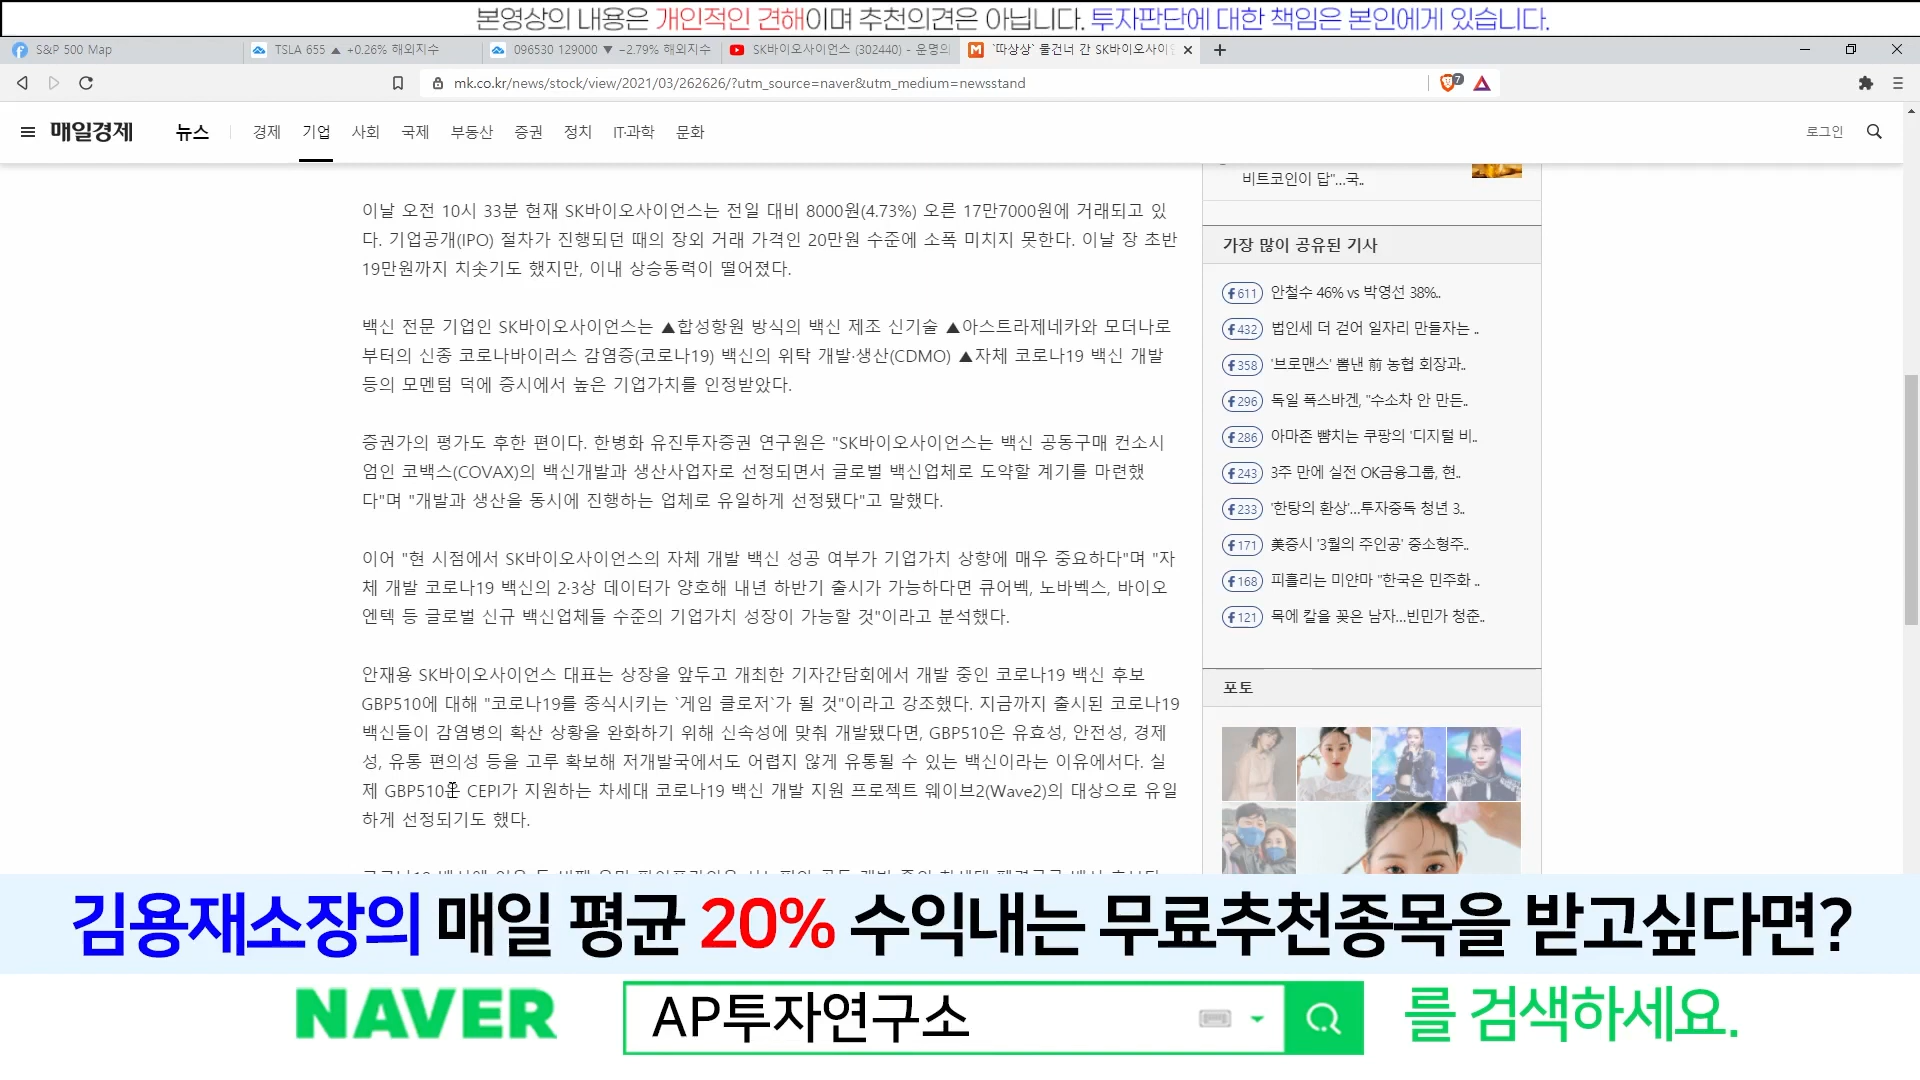 본영상의 내용은 개인적인 견해이며 추천의견은 아닙니다. 투자판단에 대한 책임은 본인에게 있습니다.
S&P 500 Map
TSLA 655 ▲ +0.26% 해외지수
096530 129000 ▼ −2.79% 해외지수
SK바이오사이언스 (302440) - 운명의
`따상상` 물건너 간 SK바이오사이언
mk.co.kr/news/stock/view/2021/03/262626/?utm_source=naver&utm_medium=newsstand
7
매일경제 뉴스 경제 기업 사회 국제 부동산 증권 정치 IT·과학 문화 로그인
이날 오전 10시 33분 현재 SK바이오사이언스는 전일 대비 8000원(4.73%) 오른 17만7000원에 거래되고 있
다. 기업공개(IPO) 절차가 진행되던 때의 장외 거래 가격인 20만원 수준에 소폭 미치지 못한다. 이날 장 초반
19만원까지 치솟기도 했지만, 이내 상승동력이 떨어졌다.
백신 전문 기업인 SK바이오사이언스는 ▲합성항원 방식의 백신 제조 신기술 ▲아스트라제네카와 모더나로
부터의 신종 코로나바이러스 감염증(코로나19) 백신의 위탁 개발·생산(CDMO) ▲자체 코로나19 백신 개발
등의 모멘텀 덕에 증시에서 높은 기업가치를 인정받았다.
증권가의 평가도 후한 편이다. 한병화 유진투자증권 연구원은 "SK바이오사이언스는 백신 공동구매 컨소시
엄인 코백스(COVAX)의 백신개발과 생산사업자로 선정되면서 글로벌 백신업체로 도약할 계기를 마련했
다"며 "개발과 생산을 동시에 진행하는 업체로 유일하게 선정됐다"고 말했다.
이어 "현 시점에서 SK바이오사이언스의 자체 개발 백신 성공 여부가 기업가치 상향에 매우 중요하다"며 "자
체 개발 코로나19 백신의 2·3상 데이터가 양호해 내년 하반기 출시가 가능하다면 큐어벡, 노바벡스, 바이오
엔텍 등 글로벌 신규 백신업체들 수준의 기업가치 성장이 가능할 것"이라고 분석했다.
안재용 SK바이오사이언스 대표는 상장을 앞두고 개최한 기자간담회에서 개발 중인 코로나19 백신 후보
GBP510에 대해 "코로나19를 종식시키는 `게임 클로저`가 될 것"이라고 강조했다. 지금까지 출시된 코로나19
백신들이 감염병의 확산 상황을 완화하기 위해 신속성에 맞춰 개발됐다면, GBP510은 유효성, 안전성, 경제
성, 유통 편의성 등을 고루 확보해 저개발국에서도 어렵지 않게 유통될 수 있는 백신이라는 이유에서다. 실
제 GBP510은 CEPI가 지원하는 차세대 코로나19 백신 개발 지원 프로젝트 웨이브2(Wave2)의 대상으로 유일
하게 선정되기도 했다.
비트코인이 답"…국..
가장 많이 공유된 기사
611 안철수 46% vs 박영선 38%..
432 법인세 더 걷어 일자리 만들자는 ..
358 '브로맨스' 뽐낸 前 농협 회장과..
296 독일 폭스바겐, "수소차 안 만든..
286 아마존 뺨치는 쿠팡의 '디지털 비..
243 3주 만에 실전 OK금융그룹, 현..
233 '한탕의 환상'…투자중독 청년 3..
171 美증시 '3월의 주인공' 중소형주..
168 피흘리는 미얀마 "한국은 민주화 ..
121 목에 칼을 꽂은 남자…빈민가 청춘..
포토
김용재소장의 매일 평균 20% 수익내는 무료추천종목을 받고싶다면?
NAVER AP투자연구소 를 검색하세요.